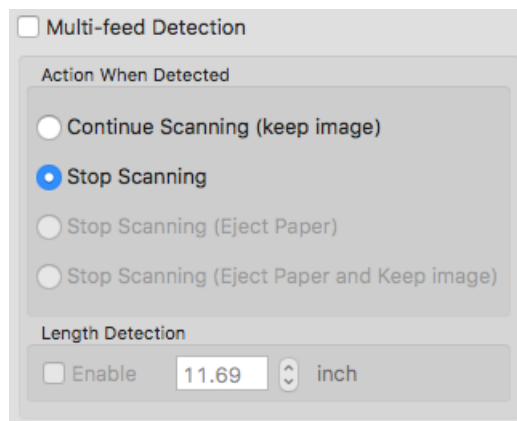 Multi-feed Detection
Action When Detected
Continue Scanning (keep image)
Stop Scanning
Stop Scanning (Eject Paper)
Stop Scanning (Eject Paper and Keep image)
Length Detection
Enable 11.69 inch